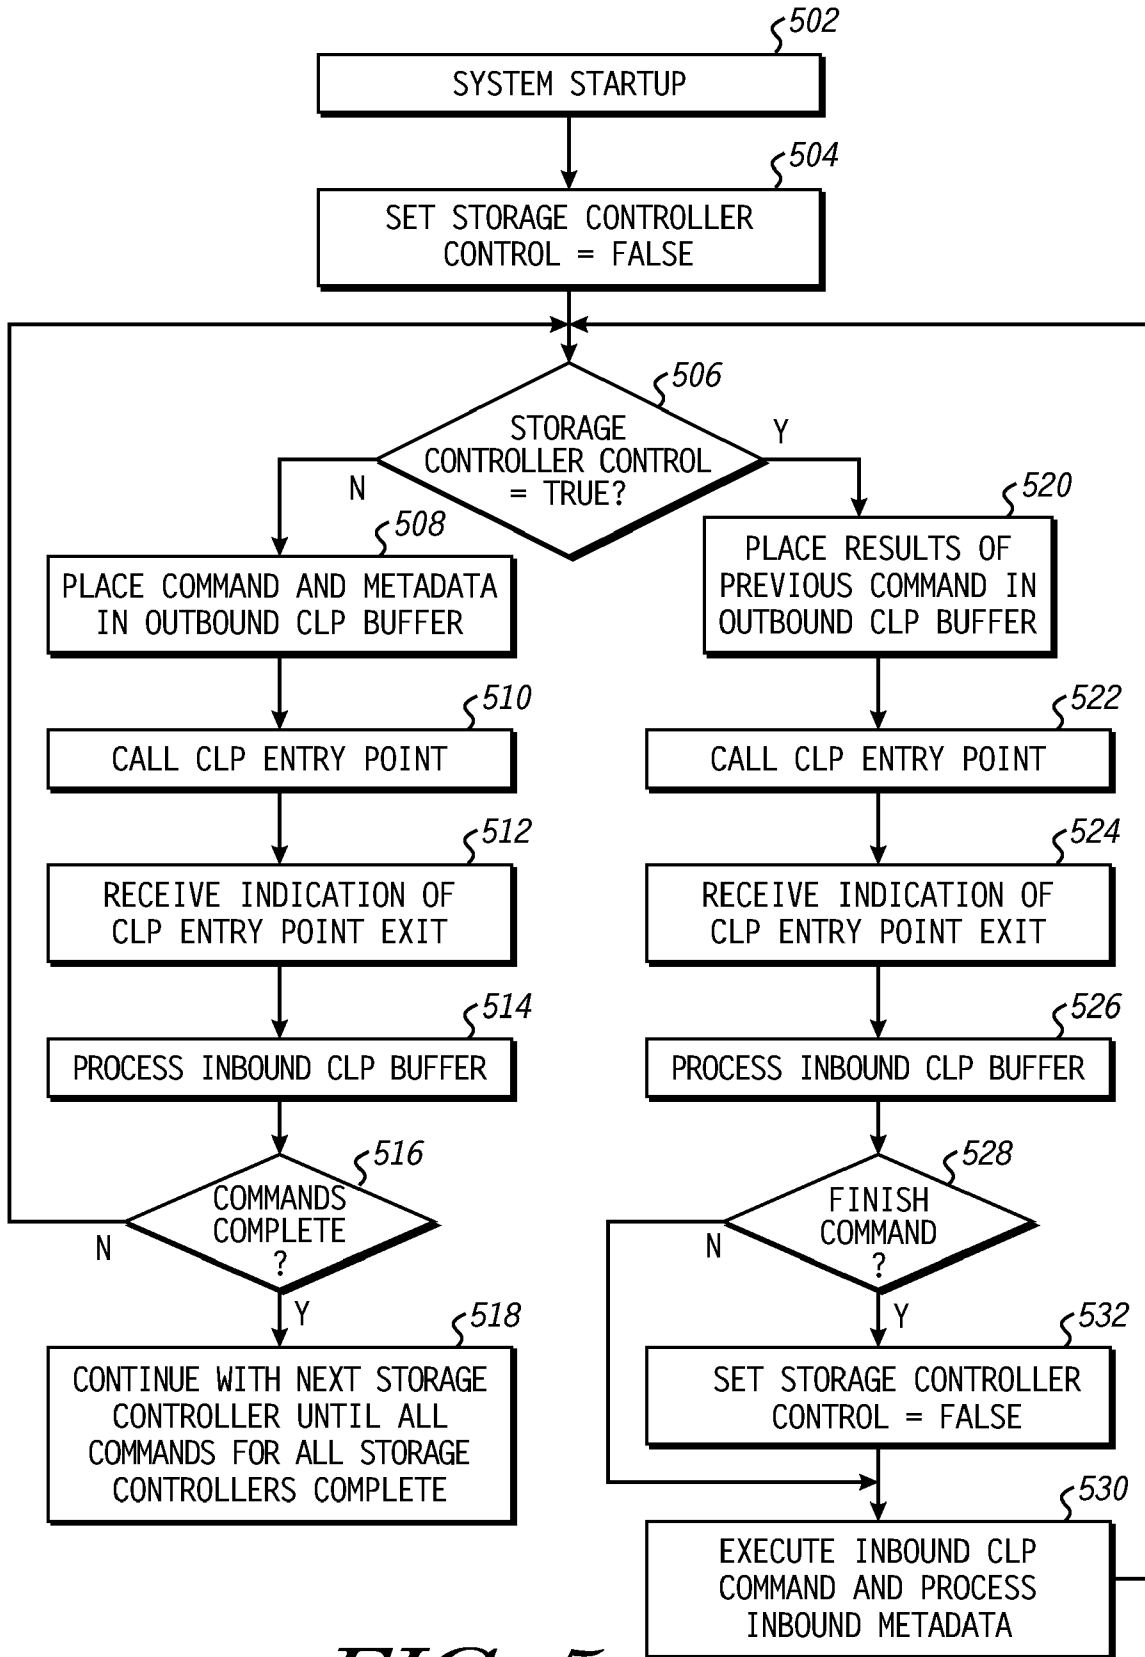 502
SYSTEM STARTUP
504
SET STORAGE CONTROLLER
CONTROL = FALSE
506
STORAGE
CONTROLLER CONTROL
= TRUE?
Y
N
508
PLACE COMMAND AND METADATA
IN OUTBOUND CLP BUFFER
510
CALL CLP ENTRY POINT
512
RECEIVE INDICATION OF
CLP ENTRY POINT EXIT
514
PROCESS INBOUND CLP BUFFER
516
COMMANDS
COMPLETE
?
N
Y
518
CONTINUE WITH NEXT STORAGE
CONTROLLER UNTIL ALL
COMMANDS FOR ALL STORAGE
CONTROLLERS COMPLETE
520
PLACE RESULTS OF
PREVIOUS COMMAND IN
OUTBOUND CLP BUFFER
522
CALL CLP ENTRY POINT
524
RECEIVE INDICATION OF
CLP ENTRY POINT EXIT
526
PROCESS INBOUND CLP BUFFER
528
FINISH
COMMAND
?
N
Y
532
SET STORAGE CONTROLLER
CONTROL = FALSE
530
EXECUTE INBOUND CLP
COMMAND AND PROCESS
INBOUND METADATA